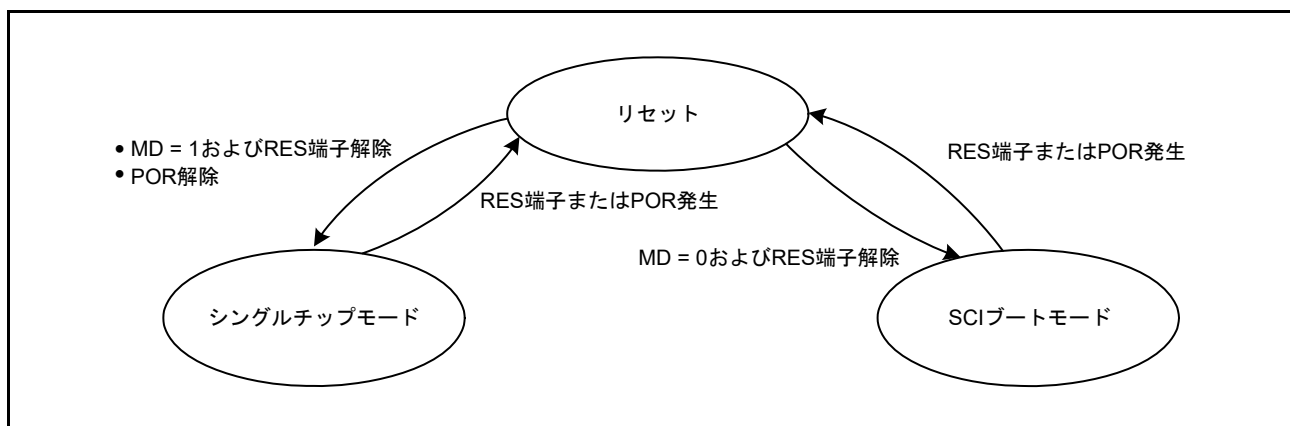 リセット
• MD = 1およびRES端子解除
• POR解除
RES端子またはPOR発生
RES端子またはPOR発生
MD = 0およびRES端子解除
シングルチップモード
SCIブートモード